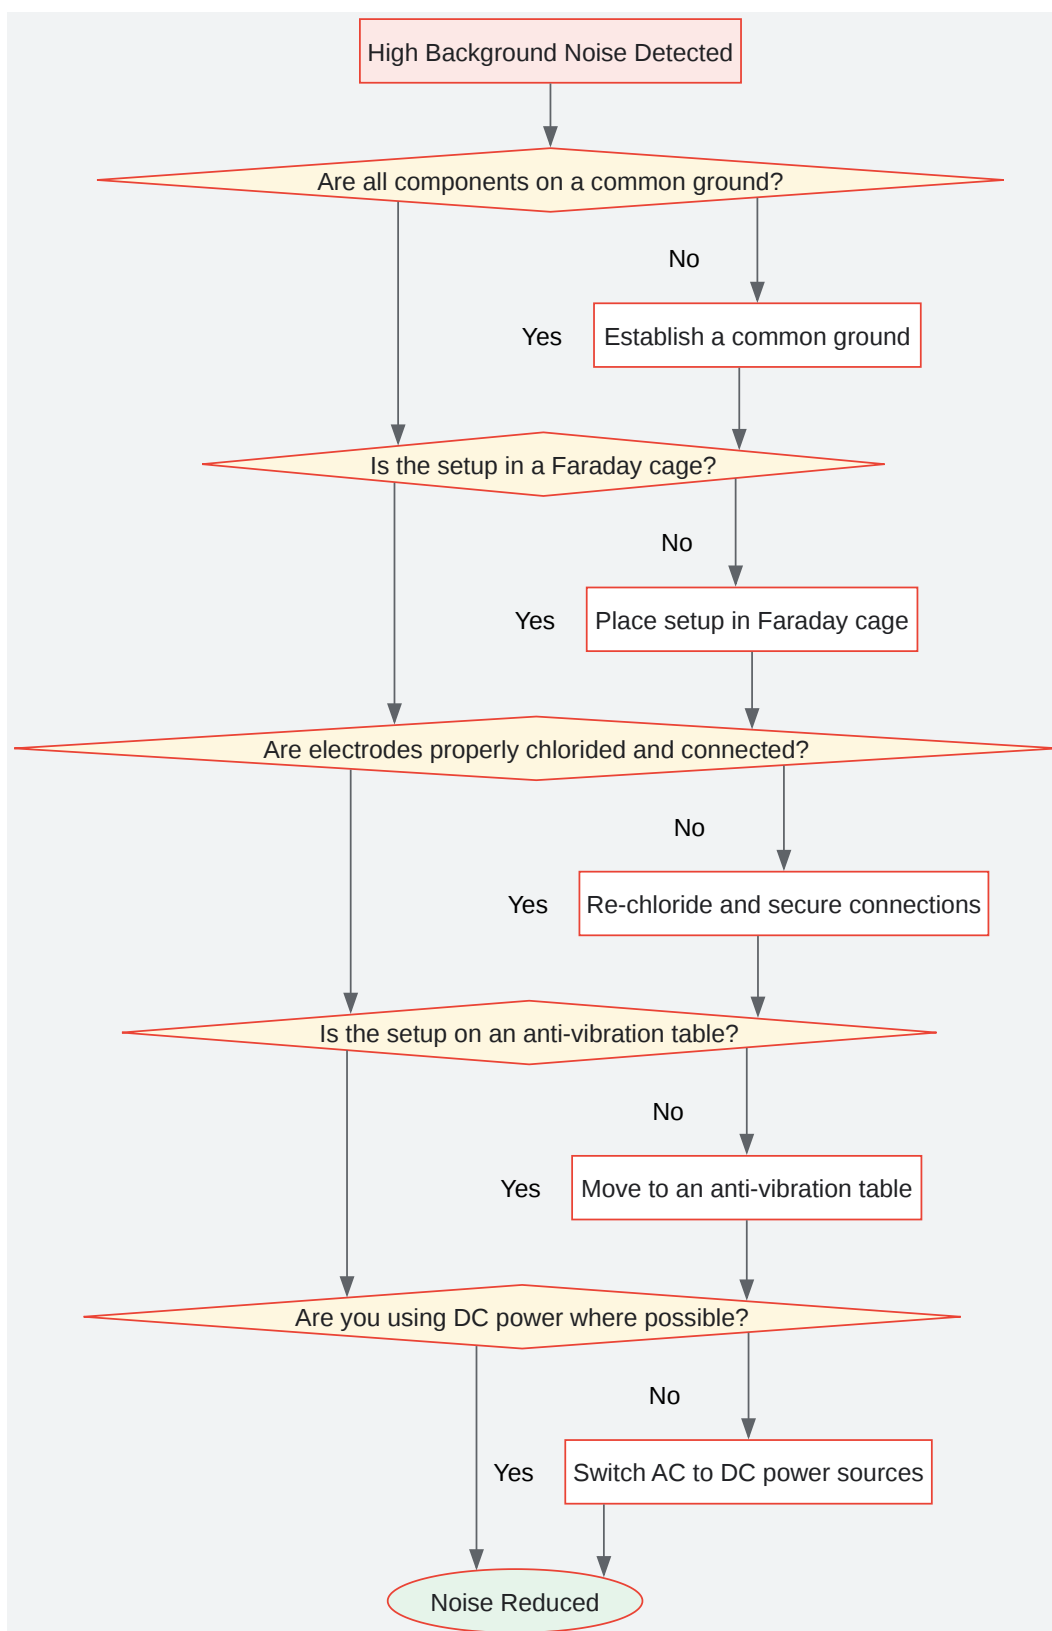 High Background Noise Detected
Are all components on a common ground?
No
Yes
Establish a common ground
Is the setup in a Faraday cage?
No
Yes
Place setup in Faraday cage
Are electrodes properly chlorided and connected?
No
Yes
Re-chloride and secure connections
Is the setup on an anti-vibration table?
No
Yes
Move to an anti-vibration table
Are you using DC power where possible?
No
Yes
Switch AC to DC power sources
Noise Reduced